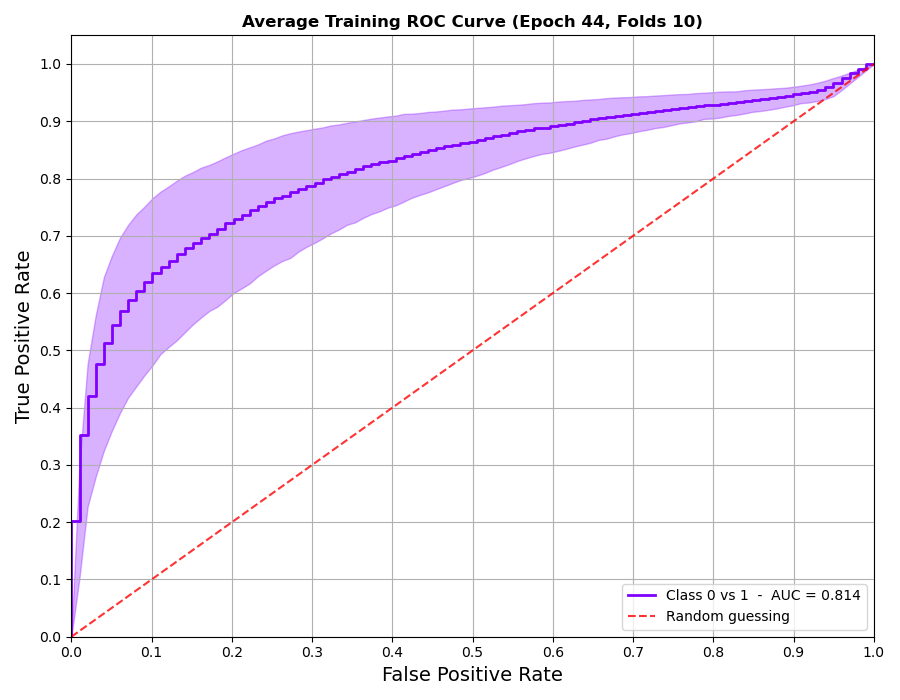 Average Training ROC Curve (Epoch 44, Folds 10)
True Positive Rate
1.0
0.9
0.8
0.7
0.6
0.5
0.4
0.3
0.2
0.1
0.0
0.0 0.1 0.2 0.3 0.4 0.5 0.6 0.7 0.8 0.9 1.0
False Positive Rate
Class 0 vs 1 - AUC = 0.814
Random guessing